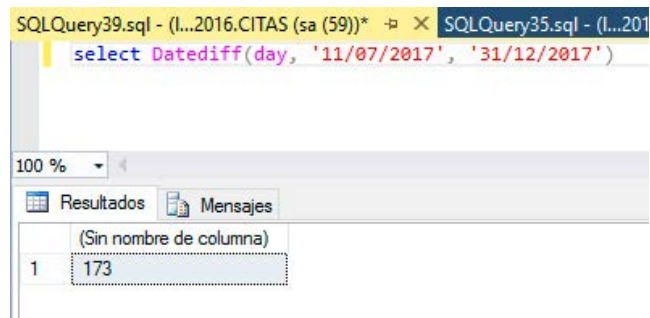 SQLQuery39.sql - (l...2016.CITAS (sa (59))* SQLQuery35.sql - (l...201
select Datediff(day, '11/07/2017', '31/12/2017')
100 %
Resultados Mensajes
(Sin nombre de columna)
1 173